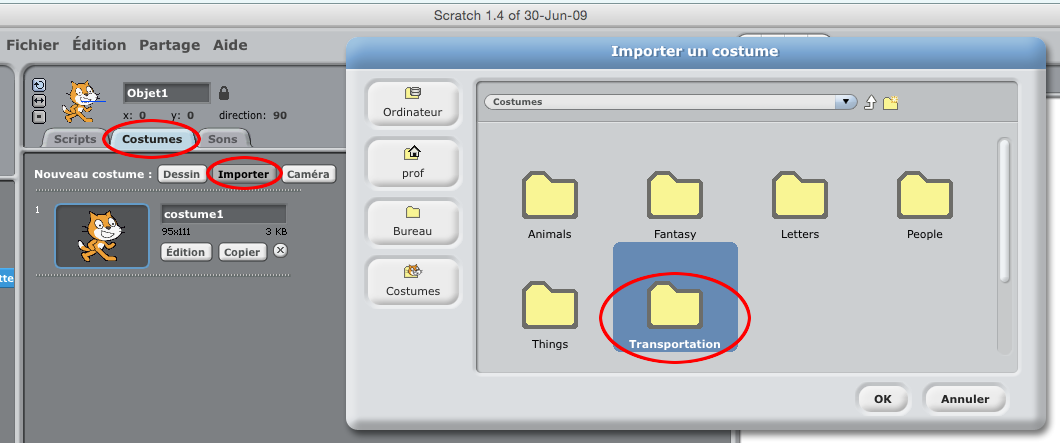 Scratch 1.4 of 30-Jun-09
Fichier Édition Partage Aide
Objet1
x: 0 y: 0 direction: 90
Scripts Costumes Sons
Nouveau costume : Dessin Importer Caméra
1
costume1
95x111 3 KB
Édition Copier
tte
Importer un costume
Ordinateur
prof
Bureau
Costumes
Costumes
Animals Fantasy Letters People
Things Transportation
OK Annuler